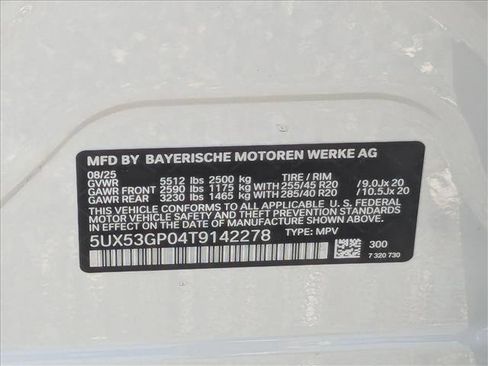 MFD BY BAYERISCHE MOTOREN WERKE AG
08/25 TIRE / RIM
GVWR 5512 lbs 2500 kg
GAWR FRONT 2590 lbs 1175 kg WITH 255/45 R20 /9.0Jx 20
GAWR REAR 3230 lbs 1465 kg WITH 285/40 R20 /10.5Jx 20
THIS VEHICLE CONFORMS TO ALL APPLICABLE U. S. FEDERAL
MOTOR VEHICLE SAFETY, BUMPER, AND THEFT PREVENTION STANDARDS
IN EFFECT ON THE DATE OF MANUFACTURE SHOWN ABOVE.
5UX53GP04T9142278 TYPE: MPV
300
7 320 730